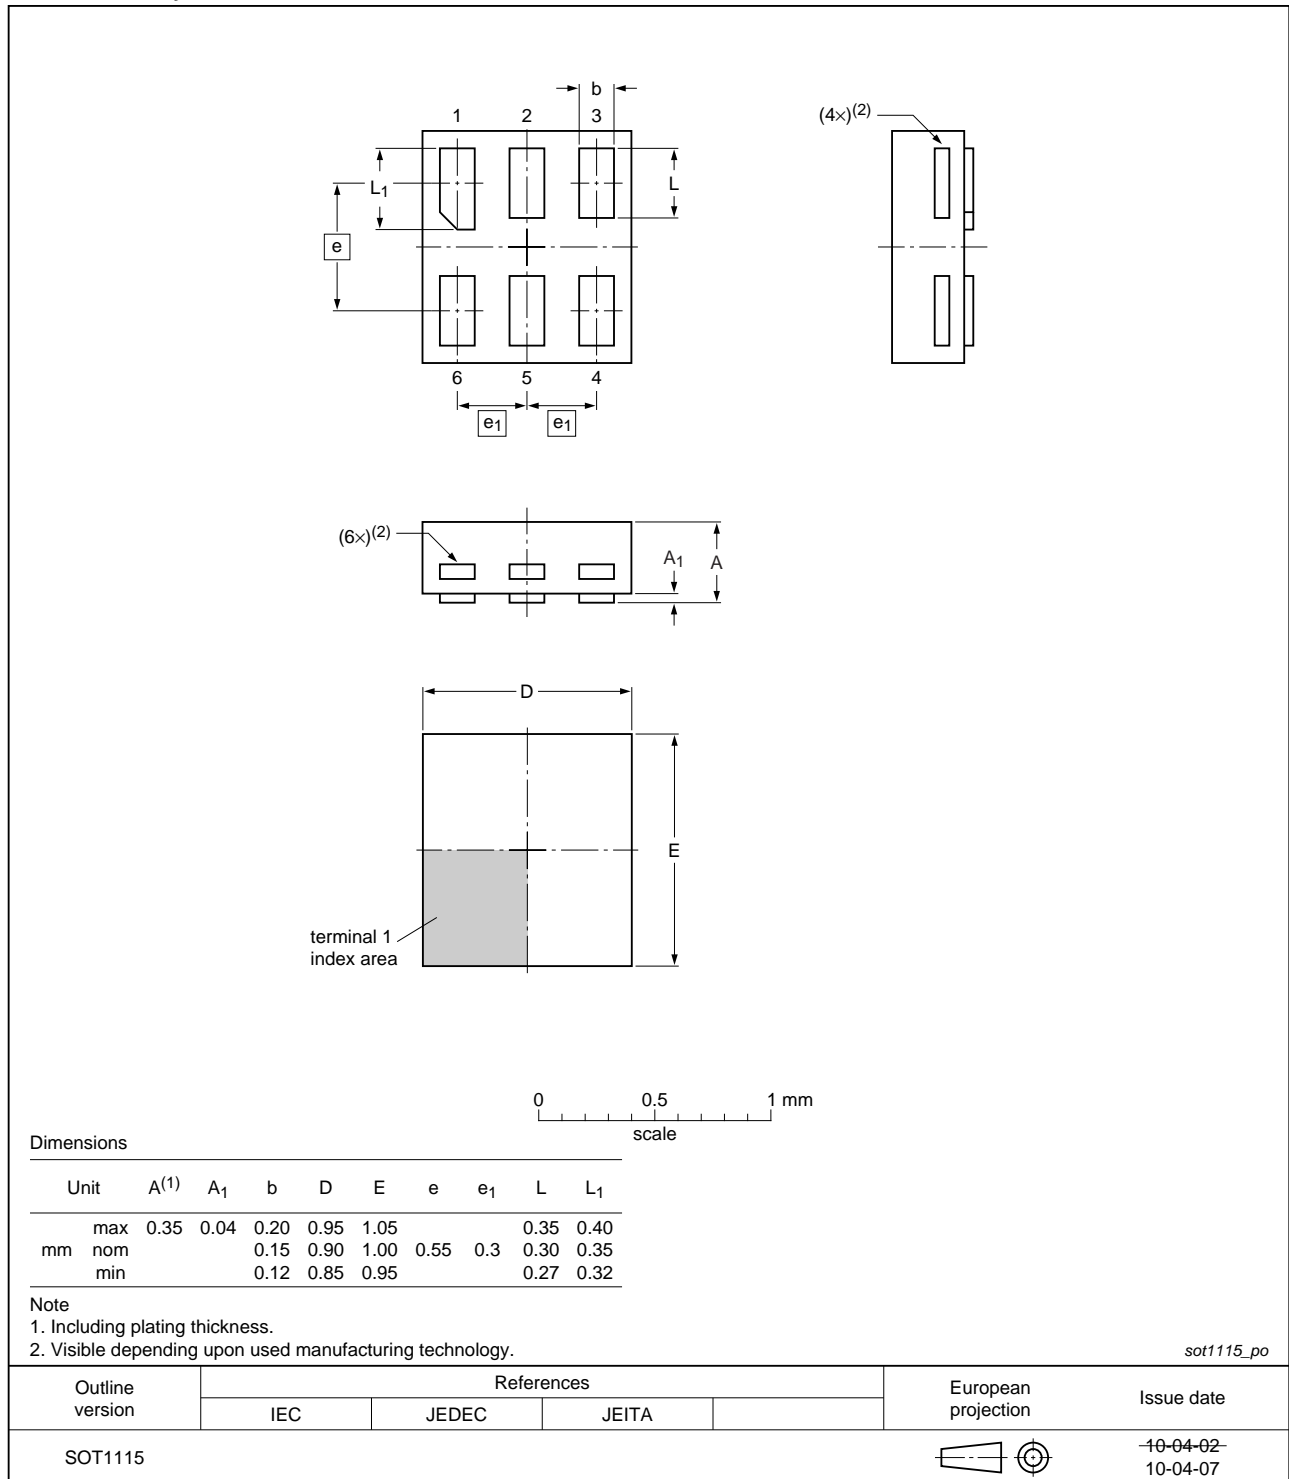 b
1 2 3
(4×)(2)
L1
L
e
6 5 4
e1 e1
(6×)(2)
A1 A
D
E
terminal 1
index area
0 0.5 1 mm
scale
Dimensions
Unit A(1) A1 b D E e e1 L L1
max 0.35 0.04 0.20 0.95 1.05 0.35 0.40
mm nom 0.15 0.90 1.00 0.55 0.3 0.30 0.35
min 0.12 0.85 0.95 0.27 0.32
Note
1. Including plating thickness.
2. Visible depending upon used manufacturing technology.
sot1115_po
Outline
version
References
European
projection
Issue date
IEC JEDEC JEITA
SOT1115
10-04-02
10-04-07